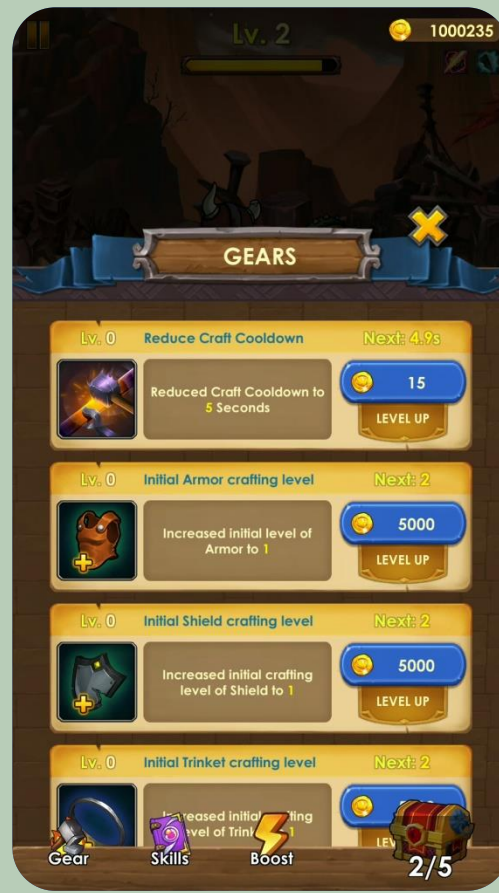 Lv. 2
1000235
GEARS
Lv. 0 Reduce Craft Cooldown Next: 4.9s
Reduced Craft Cooldown to
5 Seconds
15
LEVEL UP
Lv. 0 Initial Armor crafting level Next: 2
Increased initial level of
Armor to 1
5000
LEVEL UP
Lv. 0 Initial Shield crafting level Next: 2
Increased initial crafting
level of Shield to 1
5000
LEVEL UP
Lv. 0 Initial Trinket crafting level Next: 2
Gear
Skills
Boost
2/5